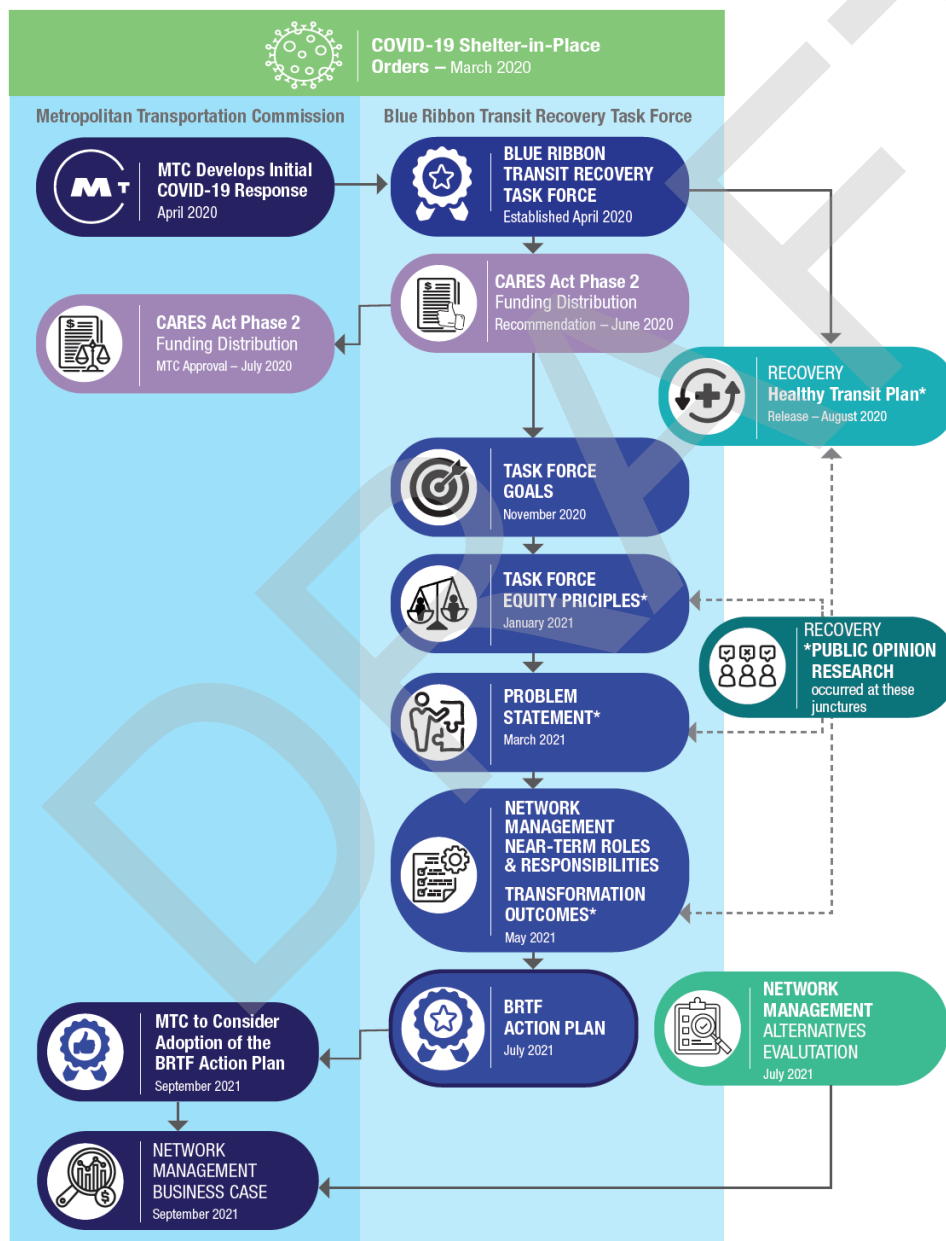 COVID-19 Shelter-in-Place
Orders – March 2020
Metropolitan Transportation Commission
Blue Ribbon Transit Recovery Task Force
MT
MTC Develops Initial
COVID-19 Response
April 2020
BLUE RIBBON
TRANSIT RECOVERY
TASK FORCE
Established April 2020
$
CARES Act Phase 2
Funding Distribution
Recommendation – June 2020
$
CARES Act Phase 2
Funding Distribution
MTC Approval – July 2020
RECOVERY
Healthy Transit Plan*
Release – August 2020
TASK FORCE
GOALS
November 2020
TASK FORCE
EQUITY PRICIPLES*
January 2021
RECOVERY
*PUBLIC OPINION
RESEARCH
occurred at these
junctures
PROBLEM
STATEMENT*
March 2021
NETWORK
MANAGEMENT
NEAR-TERM ROLES
& RESPONSIBILITIES
TRANSFORMATION
OUTCOMES*
May 2021
BRTF
ACTION PLAN
July 2021
NETWORK
MANAGEMENT
ALTERNATIVES
EVALUTATION
July 2021
MTC to Consider
Adoption of the
BRTF Action Plan
September 2021
$
NETWORK
MANAGEMENT
BUSINESS CASE
September 2021
DRAFT